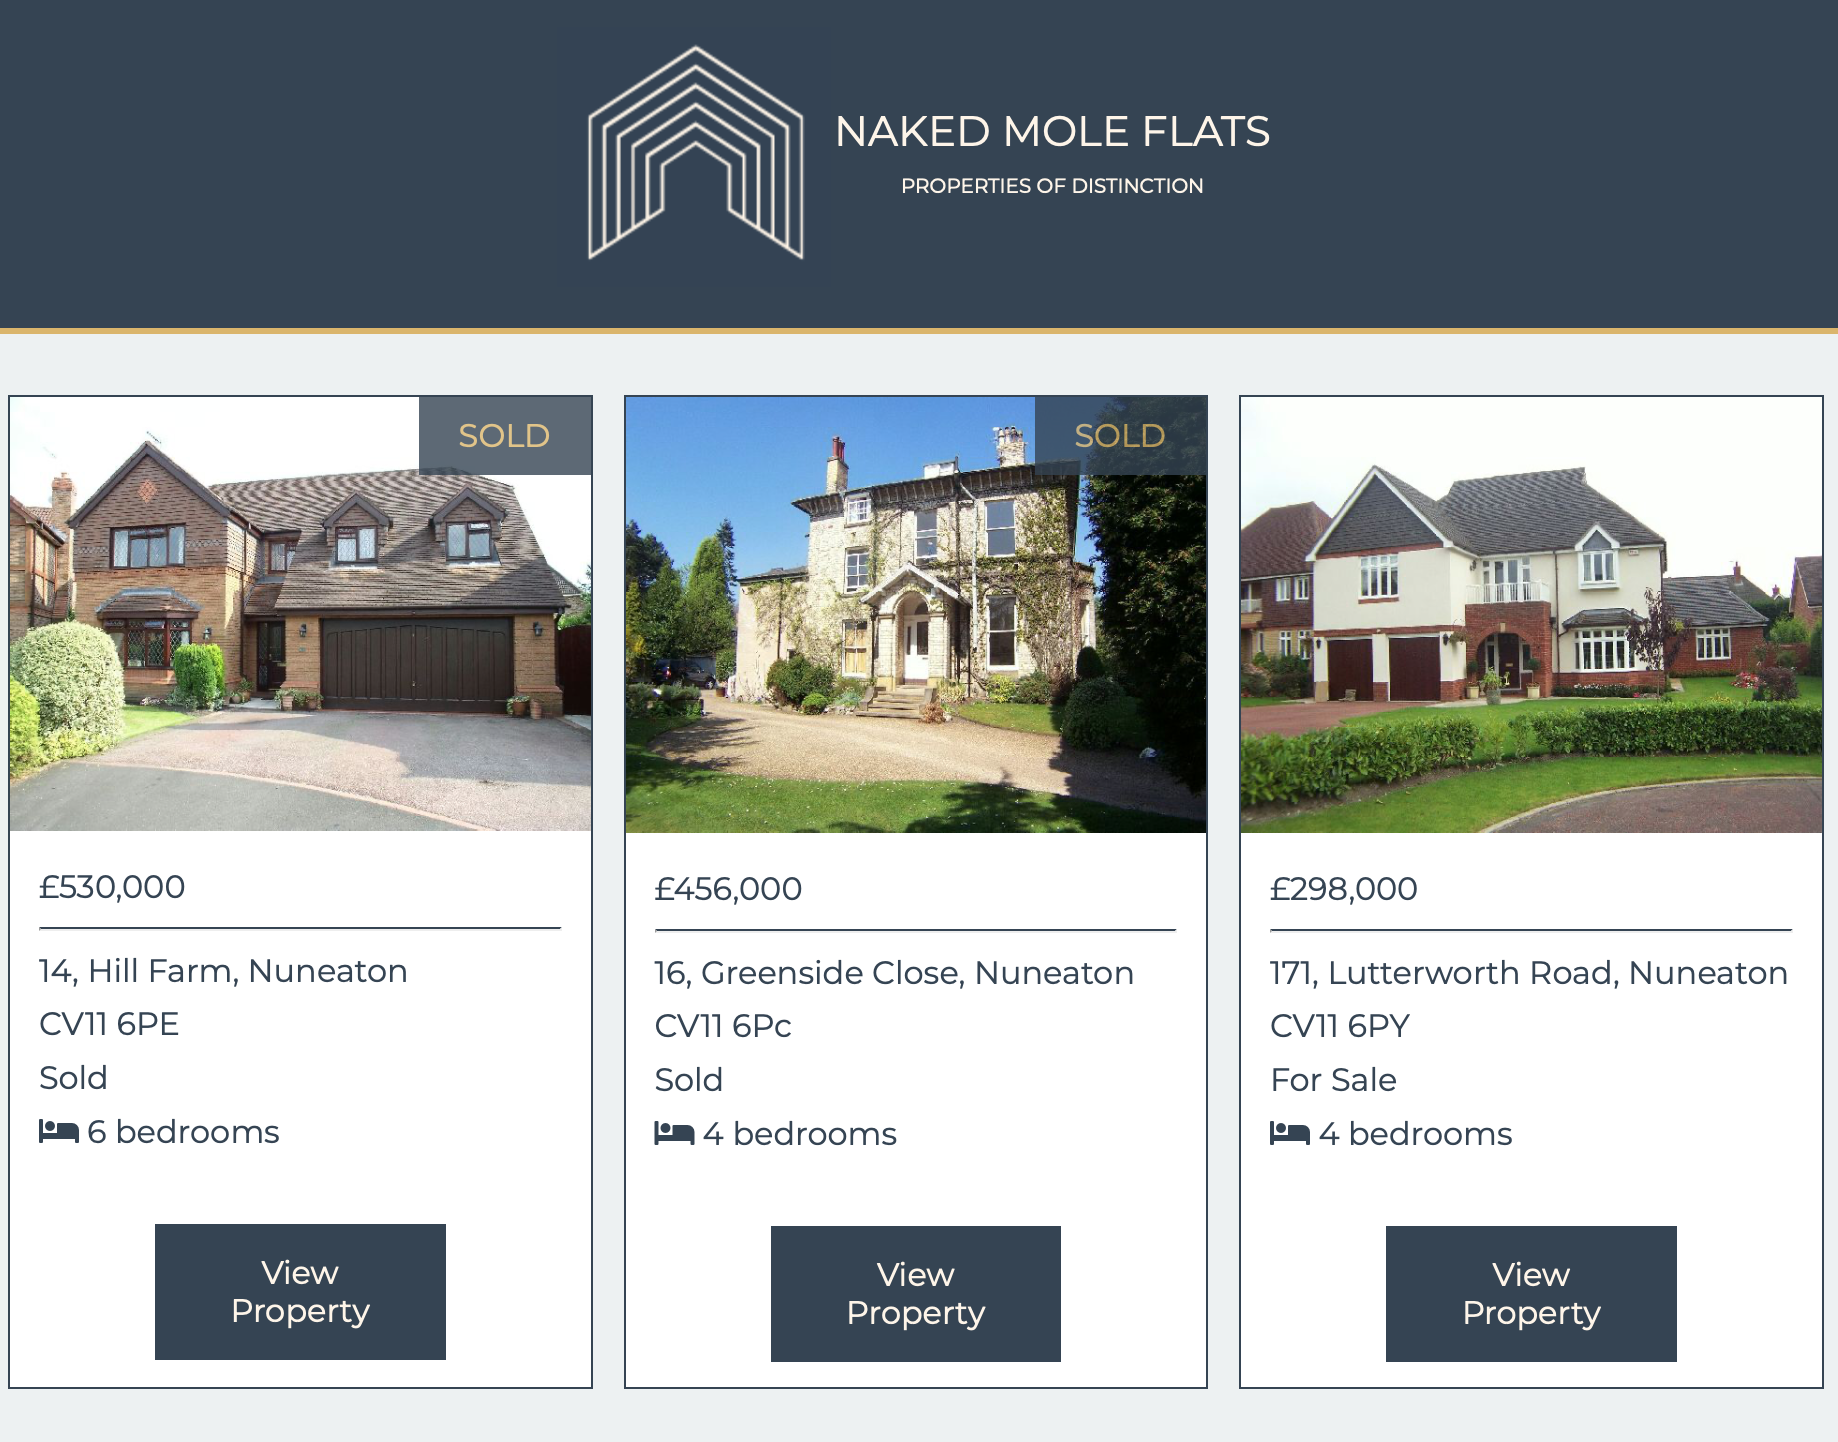 NAKED MOLE FLATS
PROPERTIES OF DISTINCTION
SOLD
£530,000
14, Hill Farm, Nuneaton
CV11 6PE
Sold
6 bedrooms
View
Property
SOLD
£456,000
16, Greenside Close, Nuneaton
CV11 6Pc
Sold
4 bedrooms
View
Property
£298,000
171, Lutterworth Road, Nuneaton
CV11 6PY
For Sale
4 bedrooms
View
Property